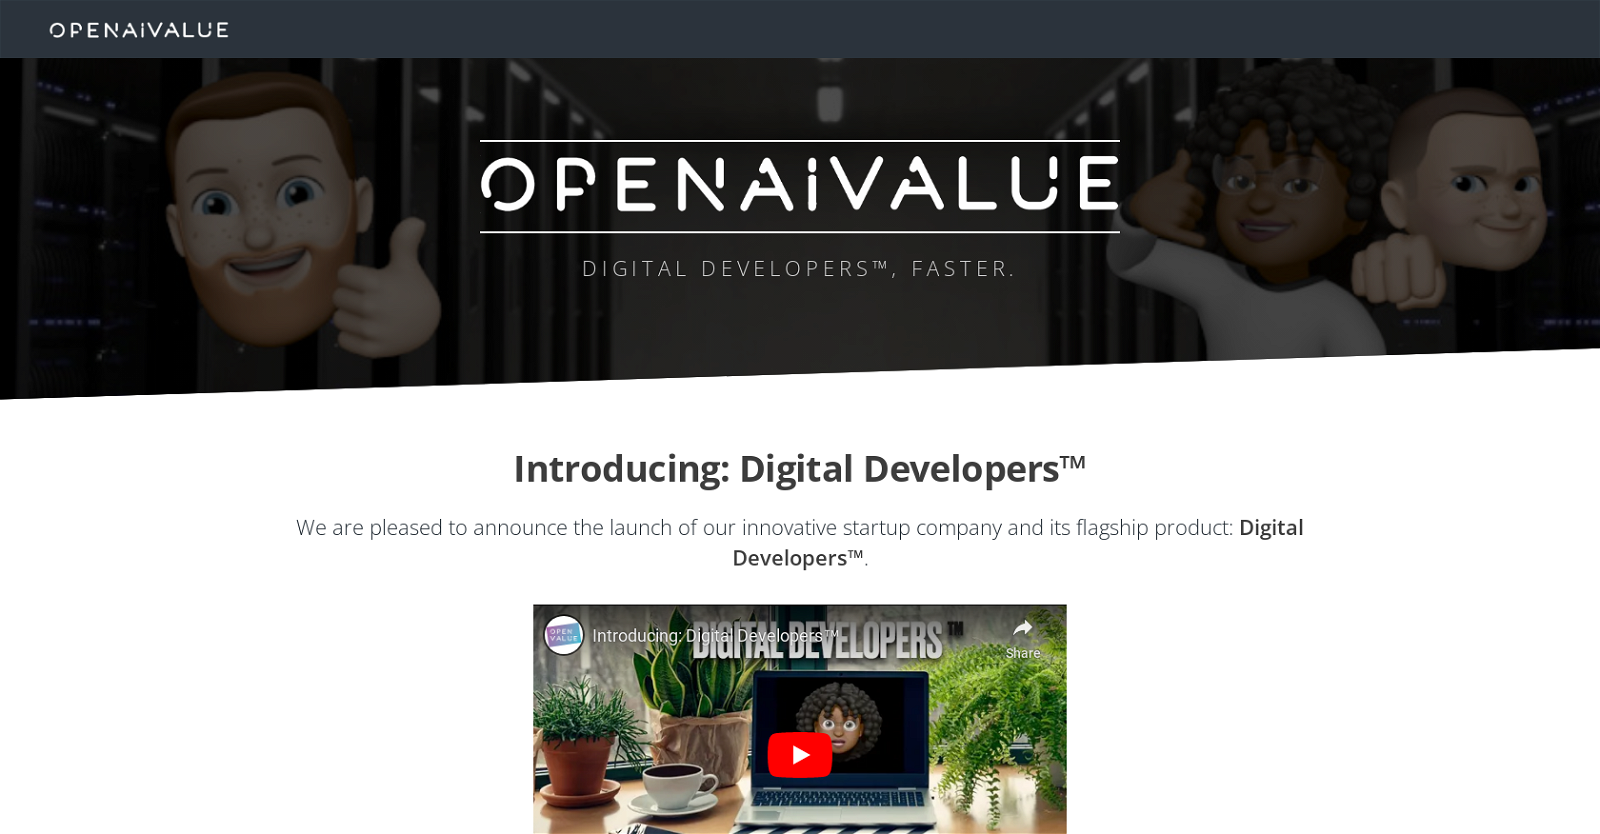 OPENAiVALUE
OPENAiVALUE
DIGITAL DEVELOPERS™, FASTER.
Introducing: Digital Developers™
We are pleased to announce the launch of our innovative startup company and its flagship product: Digital
Developers™.
OPEN
VALUE
Introducing: Digital Developers™
DIGITAL DEVELOPERS™
Share